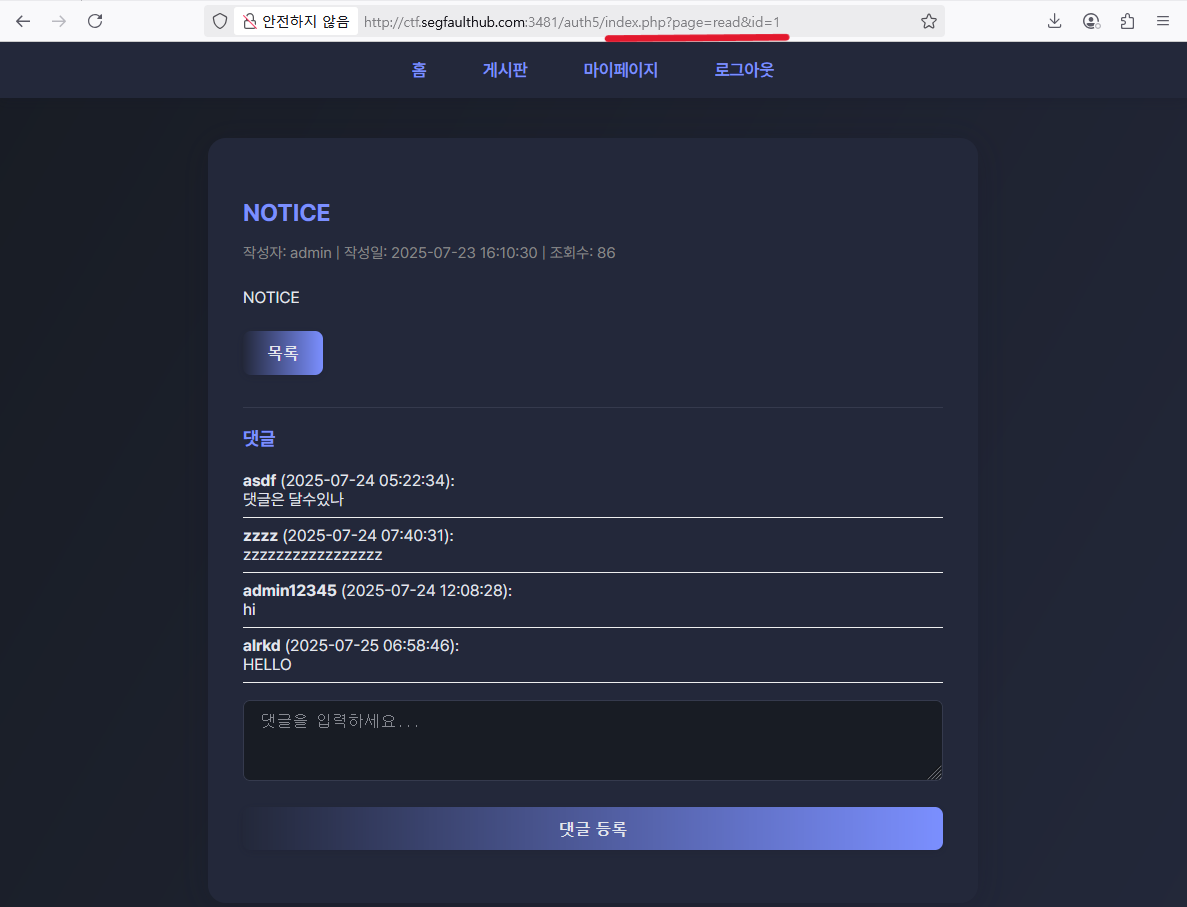 안전하지 않음 http://ctf.segfaulthub.com:3481/auth5/index.php?page=read&id=1
홈 게시판 마이페이지 로그아웃
NOTICE
작성자: admin | 작성일: 2025-07-23 16:10:30 | 조회수: 86
NOTICE
목록
댓글
asdf (2025-07-24 05:22:34):
댓글은 달수있나
zzzz (2025-07-24 07:40:31):
zzzzzzzzzzzzzzzzz
admin12345 (2025-07-24 12:08:28):
hi
alrkd (2025-07-25 06:58:46):
HELLO
댓글을 입력하세요...
댓글 등록